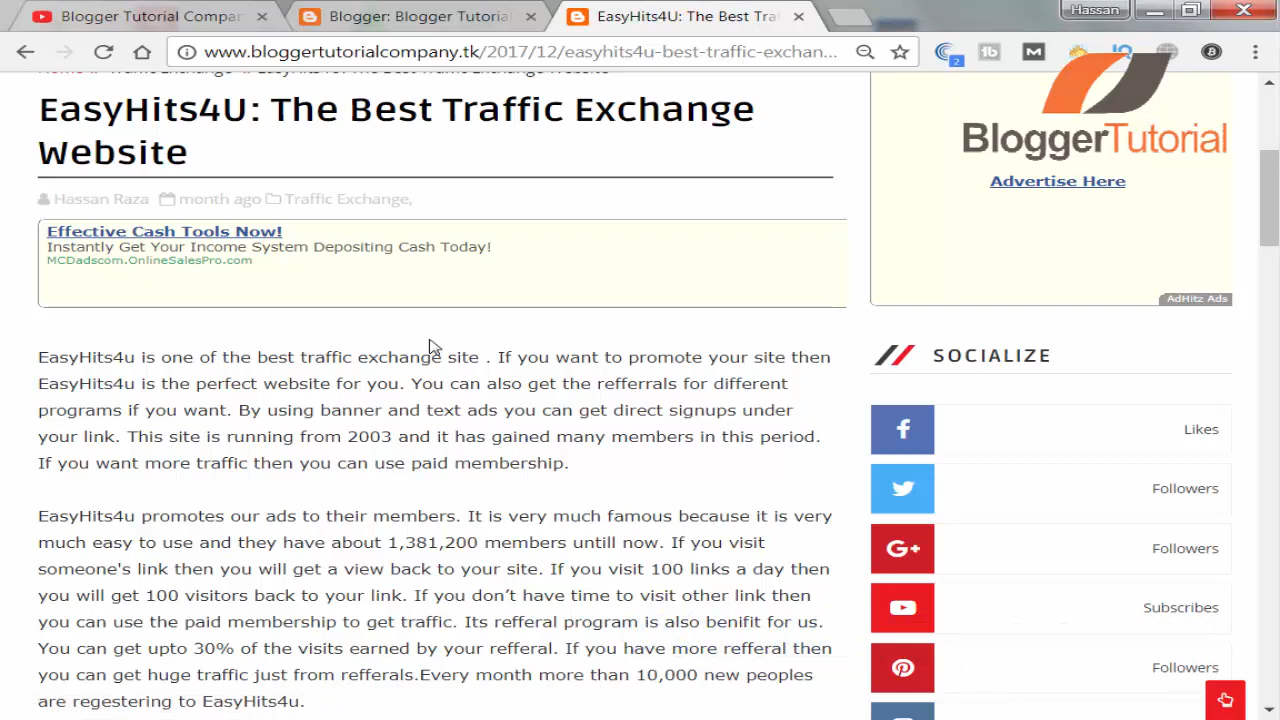 Blogger Tutorial Compan
Blogger: Blogger Tutorial
EasyHits4U: The Best Traf
Hassan
www.bloggertutorialcompany.tk/2017/12/easyhits4u-best-traffic-exchan...
2
BloggerTutorial
EasyHits4U: The Best Traffic Exchange
Website
Hassan Raza month ago Traffic Exchange,
Advertise Here
Effective Cash Tools Now!
Instantly Get Your Income System Depositing Cash Today!
MCDadscom.OnlineSalesPro.com
AdHitz Ads
EasyHits4u is one of the best traffic exchange site . If you want to promote your site then
EasyHits4u is the perfect website for you. You can also get the refferrals for different
programs if you want. By using banner and text ads you can get direct signups under
your link. This site is running from 2003 and it has gained many members in this period.
If you want more traffic then you can use paid membership.
EasyHits4u promotes our ads to their members. It is very much famous because it is very
much easy to use and they have about 1,381,200 members untill now. If you visit
someone's link then you will get a view back to your site. If you visit 100 links a day then
you will get 100 visitors back to your link. If you don’t have time to visit other link then
you can use the paid membership to get traffic. Its refferal program is also benifit for us.
You can get upto 30% of the visits earned by your refferal. If you have more refferal then
you can get huge traffic just from refferals.Every month more than 10,000 new peoples
are regestering to EasyHits4u.
SOCIALIZE
Likes
Followers
G+ Followers
Subscribes
Followers